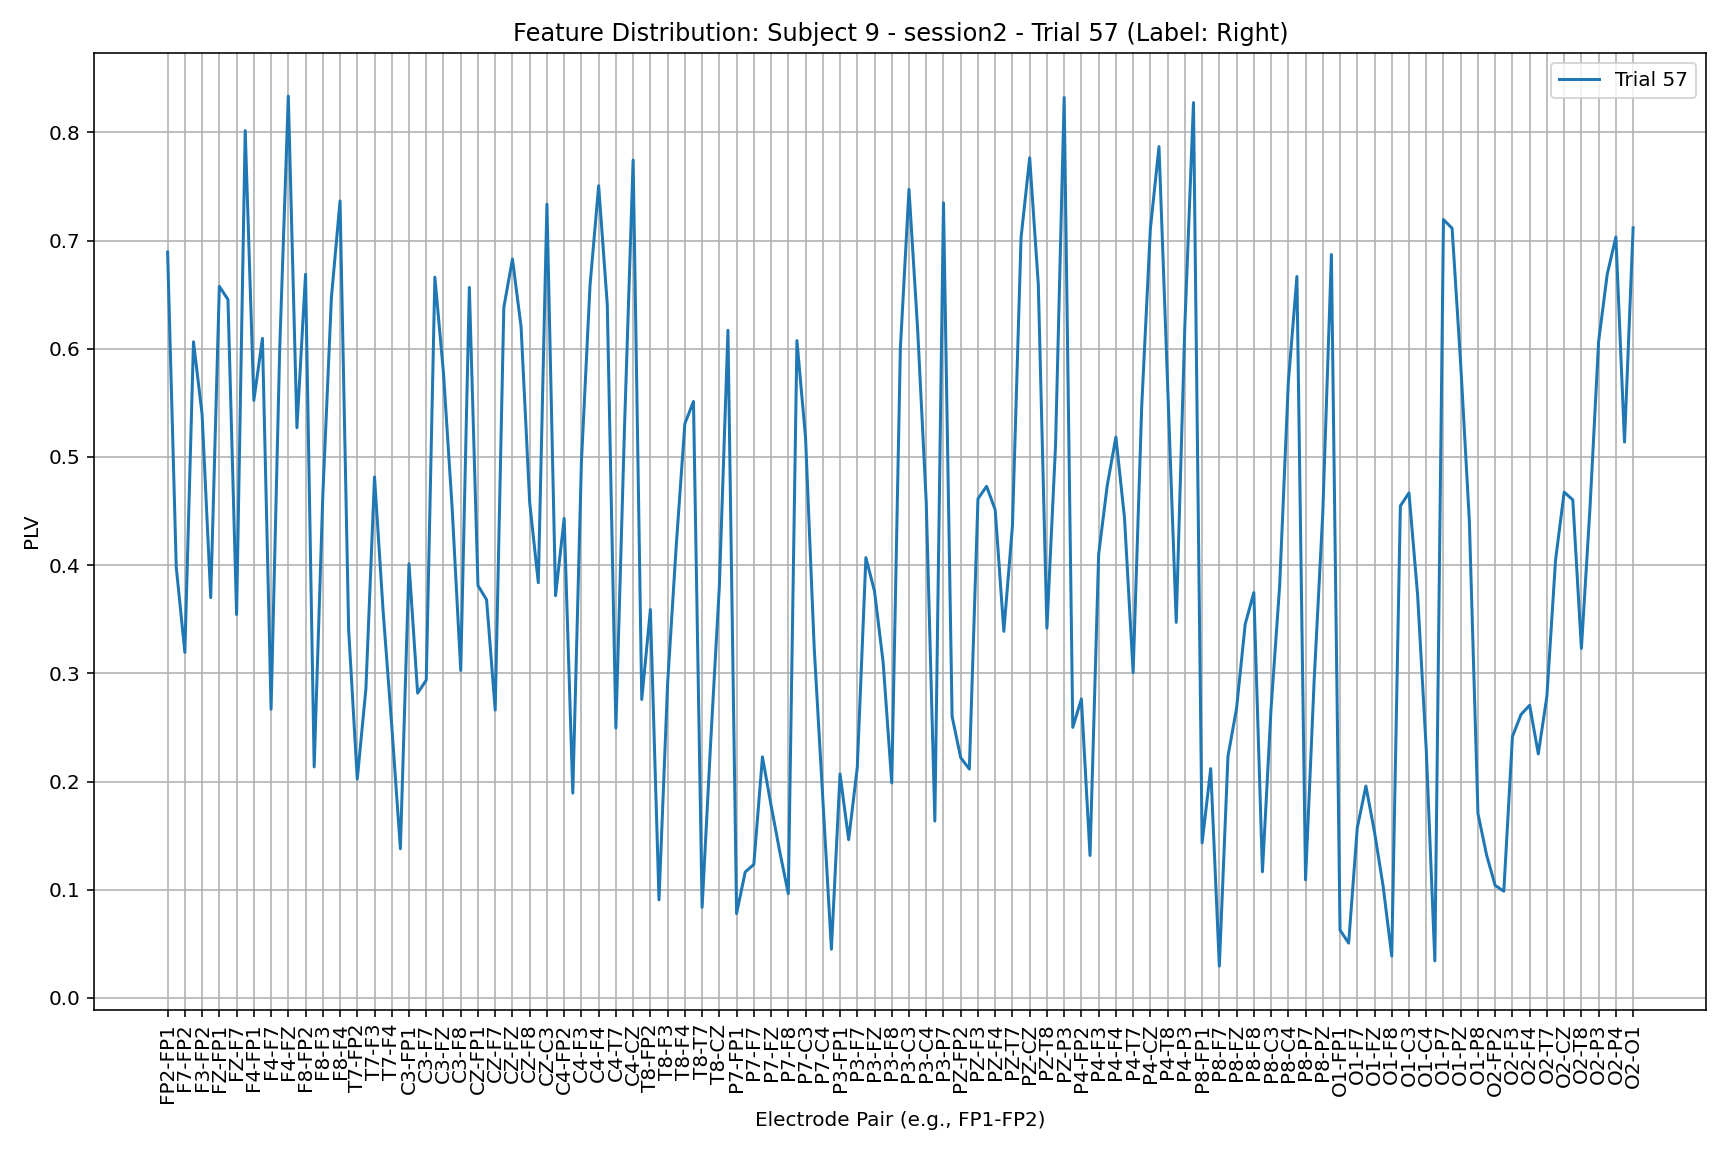 Feature Distribution: Subject 9 - session2 - Trial 57 (Label: Right)
Trial 57
PLV
0.8
0.7
0.6
0.5
0.4
0.3
0.2
0.1
0.0
FP2-FP1
F7-FP2
F3-FP2
FZ-FP1
FZ-F7
F4-FP1
F4-F7
F4-FZ
F8-FP2
F8-F3
F8-F4
T7-FP2
T7-F3
T7-F4
C3-FP1
C3-F7
C3-FZ
C3-F8
CZ-FP1
CZ-F7
CZ-FZ
CZ-F8
CZ-C3
C4-FP2
C4-F3
C4-F4
C4-T7
C4-CZ
T8-FP2
T8-F3
T8-F4
T8-T7
T8-CZ
P7-FP1
P7-F7
P7-FZ
P7-F8
P7-C3
P7-C4
P3-FP1
P3-F7
P3-FZ
P3-F8
P3-C3
P3-C4
P3-P7
PZ-FP2
PZ-F3
PZ-F4
PZ-T7
PZ-CZ
PZ-T8
PZ-P3
P4-FP2
P4-F3
P4-F4
P4-T7
P4-CZ
P4-T8
P4-P3
P8-FP1
P8-F7
P8-FZ
P8-F8
P8-C3
P8-C4
P8-P7
P8-PZ
O1-FP1
O1-F7
O1-FZ
O1-F8
O1-C3
O1-C4
O1-P7
O1-PZ
O1-P8
O2-FP2
O2-F3
O2-F4
O2-T7
O2-CZ
O2-T8
O2-P3
O2-P4
O2-O1
Electrode Pair (e.g., FP1-FP2)